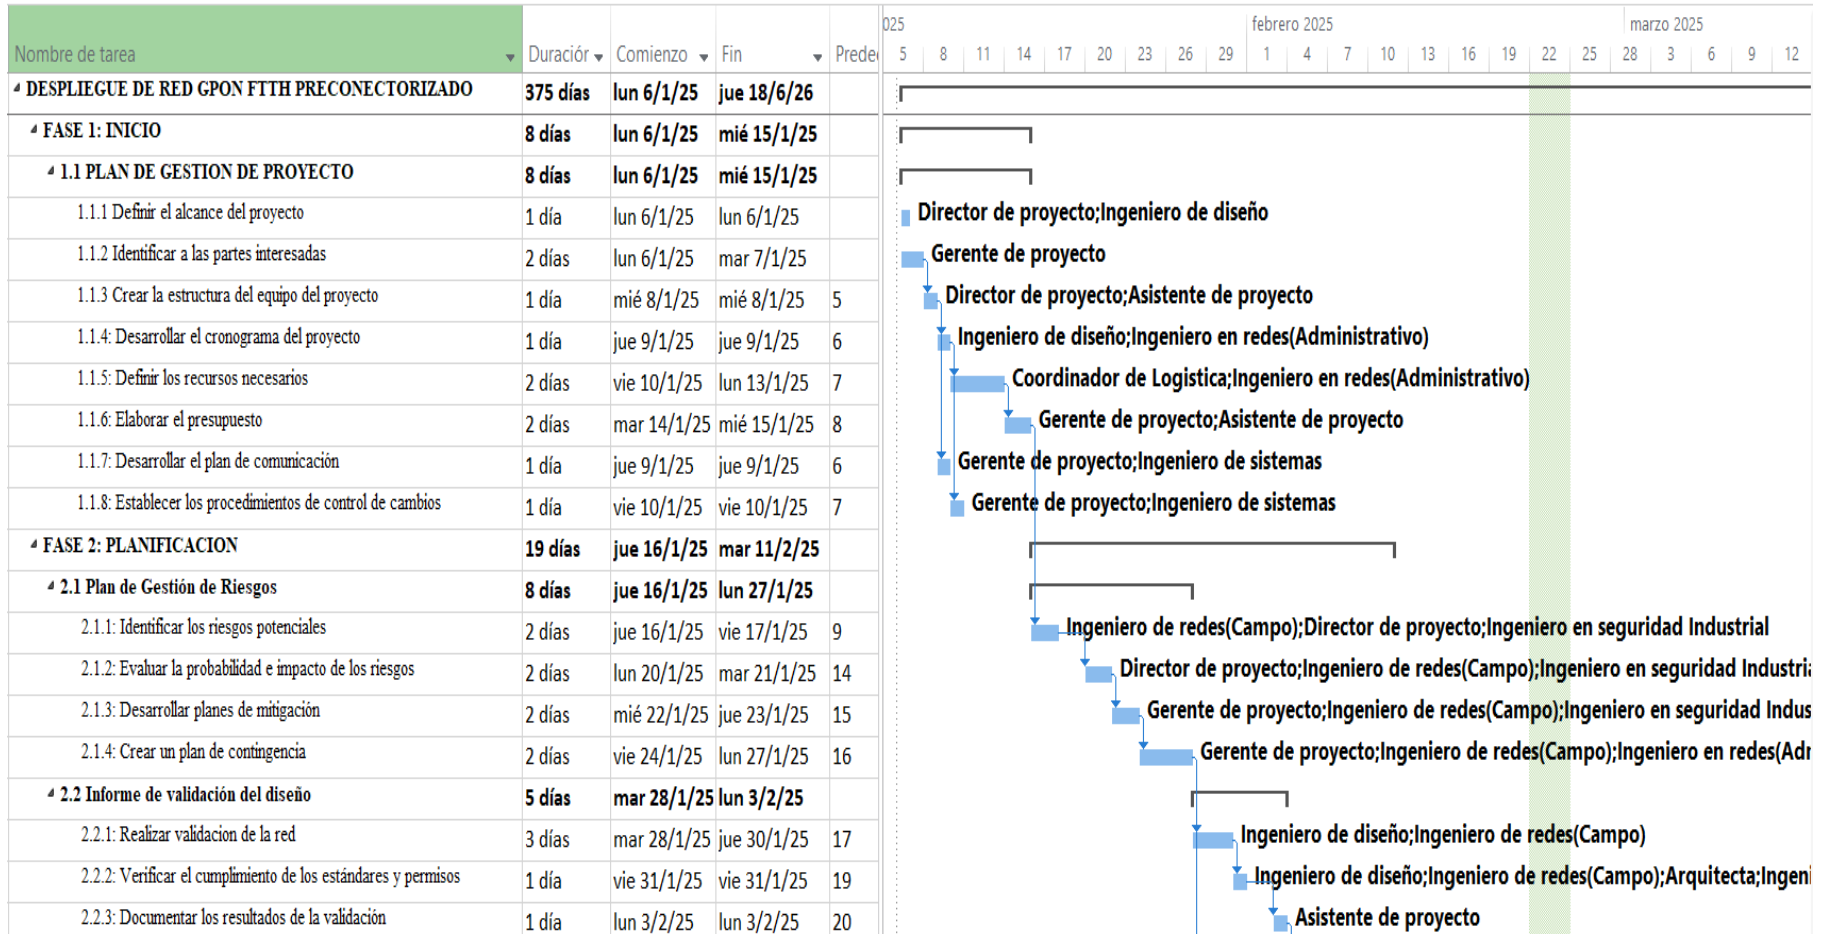 025 febrero 2025 marzo 2025
Nombre de tarea Duraciór Comienzo Fin Predec 5 8 11 14 17 20 23 26 29 1 4 7 10 13 16 19 22 25 28 3 6 9 12
DESPLIEGUE DE RED GPON FTTH PRECONECTORIZADO 375 días lun 6/1/25 jue 18/6/26
FASE 1: INICIO 8 días lun 6/1/25 mié 15/1/25
1.1 PLAN DE GESTION DE PROYECTO 8 días lun 6/1/25 mié 15/1/25
1.1.1 Definir el alcance del proyecto 1 día lun 6/1/25 lun 6/1/25 Director de proyecto;Ingeniero de diseño
1.1.2 Identificar a las partes interesadas 2 días lun 6/1/25 mar 7/1/25 Gerente de proyecto
1.1.3 Crear la estructura del equipo del proyecto 1 día mié 8/1/25 mié 8/1/25 5 Director de proyecto;Asistente de proyecto
1.1.4: Desarrollar el cronograma del proyecto 1 día jue 9/1/25 jue 9/1/25 6 Ingeniero de diseño;Ingeniero en redes(Administrativo)
1.1.5: Definir los recursos necesarios 2 días vie 10/1/25 lun 13/1/25 7 Coordinador de Logistica;Ingeniero en redes(Administrativo)
1.1.6: Elaborar el presupuesto 2 días mar 14/1/25 mié 15/1/25 8 Gerente de proyecto;Asistente de proyecto
1.1.7: Desarrollar el plan de comunicación 1 día jue 9/1/25 jue 9/1/25 6 Gerente de proyecto;Ingeniero de sistemas
1.1.8: Establecer los procedimientos de control de cambios 1 día vie 10/1/25 vie 10/1/25 7 Gerente de proyecto;Ingeniero de sistemas
FASE 2: PLANIFICACION 19 días jue 16/1/25 mar 11/2/25
2.1 Plan de Gestión de Riesgos 8 días jue 16/1/25 lun 27/1/25
2.1.1: Identificar los riesgos potenciales 2 días jue 16/1/25 vie 17/1/25 9 Ingeniero de redes(Campo);Director de proyecto;Ingeniero en seguridad Industrial
2.1.2: Evaluar la probabilidad e impacto de los riesgos 2 días lun 20/1/25 mar 21/1/25 14 Director de proyecto;Ingeniero de redes(Campo);Ingeniero en seguridad Industria
2.1.3: Desarrollar planes de mitigación 2 días mié 22/1/25 jue 23/1/25 15 Gerente de proyecto;Ingeniero de redes(Campo);Ingeniero en seguridad Indus
2.1.4: Crear un plan de contingencia 2 días vie 24/1/25 lun 27/1/25 16 Gerente de proyecto;Ingeniero de redes(Campo);Ingeniero en redes(Adr
2.2 Informe de validación del diseño 5 días mar 28/1/25 lun 3/2/25
2.2.1: Realizar validacion de la red 3 días mar 28/1/25 jue 30/1/25 17 Ingeniero de diseño;Ingeniero de redes(Campo)
2.2.2: Verificar el cumplimiento de los estándares y permisos 1 día vie 31/1/25 vie 31/1/25 19 Ingeniero de diseño;Ingeniero de redes(Campo);Arquitecta;Ingeni
2.2.3: Documentar los resultados de la validación 1 día lun 3/2/25 lun 3/2/25 20 Asistente de proyecto